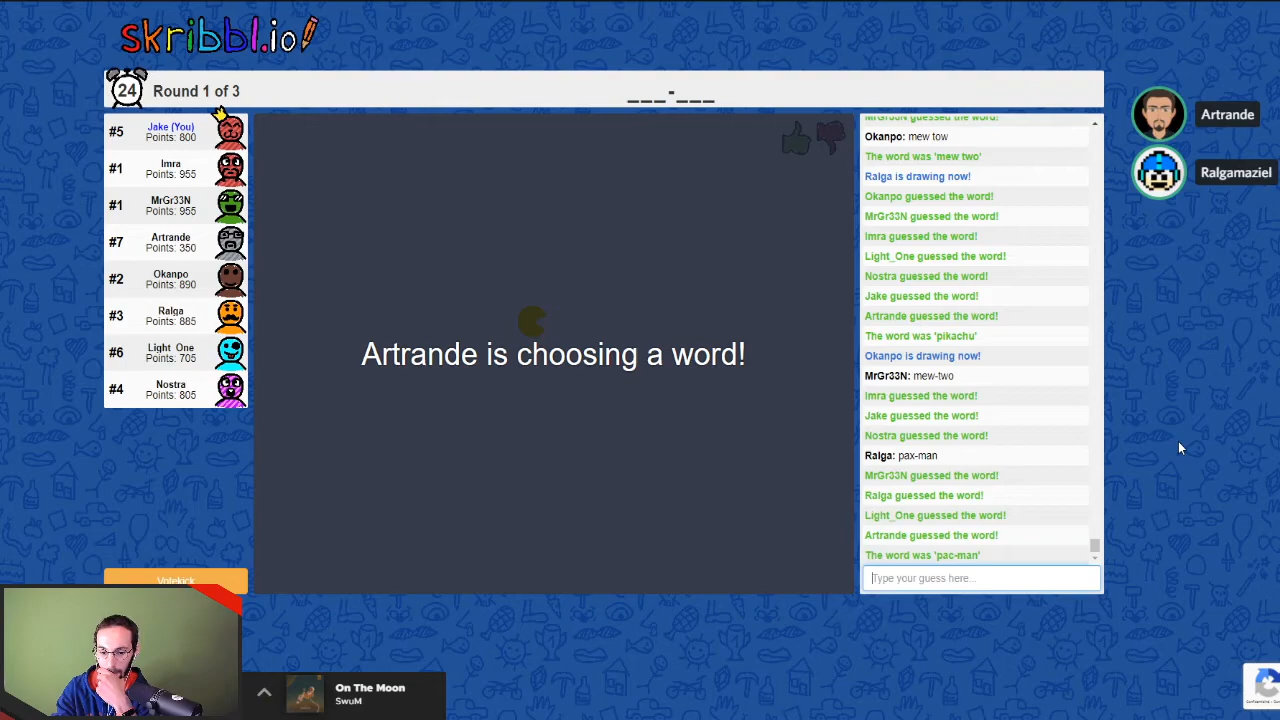 skribbl.io
24
Round 1 of 3
___-___
#5
Jake (You)
Points: 800
#1
Imra
Points: 955
#1
MrGr33N
Points: 955
#7
Artrande
Points: 350
#2
Okanpo
Points: 890
#3
Ralga
Points: 885
#6
Points: 705
#4
Nostra
Points: 805
Votekick
Artrande is choosing a word!
MrGr33N guessed the word!
Okanpo: mew tow
The word was 'mew two'
Ralga is drawing now!
Okanpo guessed the word!
MrGr33N guessed the word!
Imra guessed the word!
Light_One guessed the word!
Nostra guessed the word!
Jake guessed the word!
Artrande guessed the word!
The word was 'pikachu'
Okanpo is drawing now!
MrGr33N: mew-two
Imra guessed the word!
Jake guessed the word!
Nostra guessed the word!
Ralga: pax-man
MrGr33N guessed the word!
Ralga guessed the word!
Light_One guessed the word!
Artrande guessed the word!
The word was 'pac-man'
Type your guess here...
Artrande
Ralgamaziel
On The Moon
SwuM